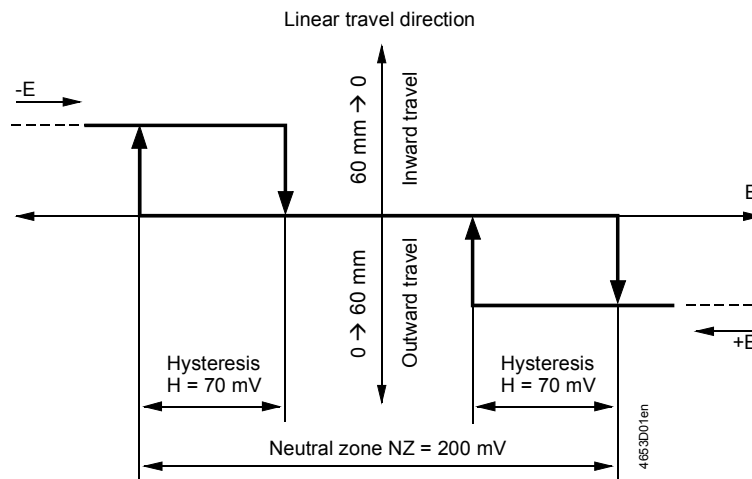 Linear travel direction
-E
60 mm → 0
Inward travel
E
0 → 60 mm
Outward travel
+E
Hysteresis
H = 70 mV
Hysteresis
H = 70 mV
Neutral zone NZ = 200 mV
4653D01en